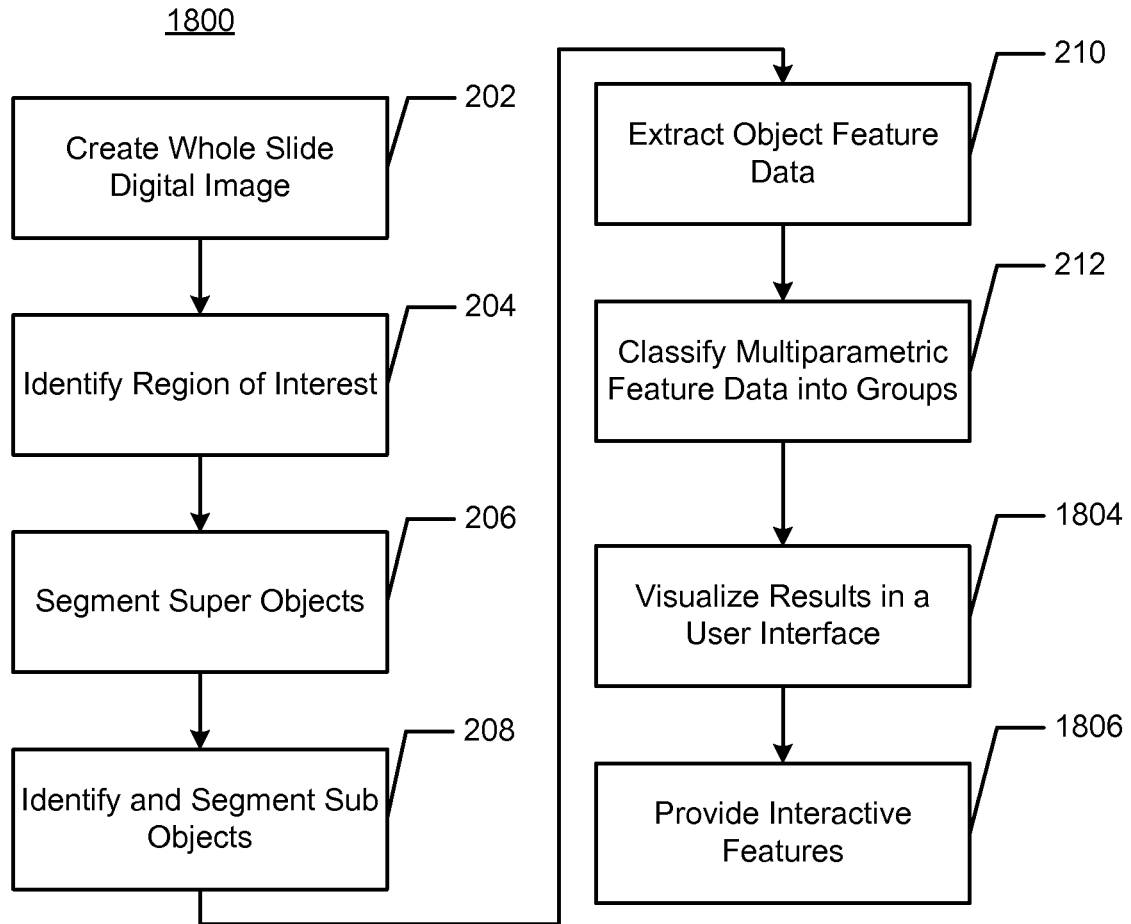 1800
202
Create Whole Slide
Digital Image
204
Identify Region of Interest
206
Segment Super Objects
208
Identify and Segment Sub
Objects
210
Extract Object Feature
Data
212
Classify Multiparametric
Feature Data into Groups
1804
Visualize Results in a
User Interface
1806
Provide Interactive
Features